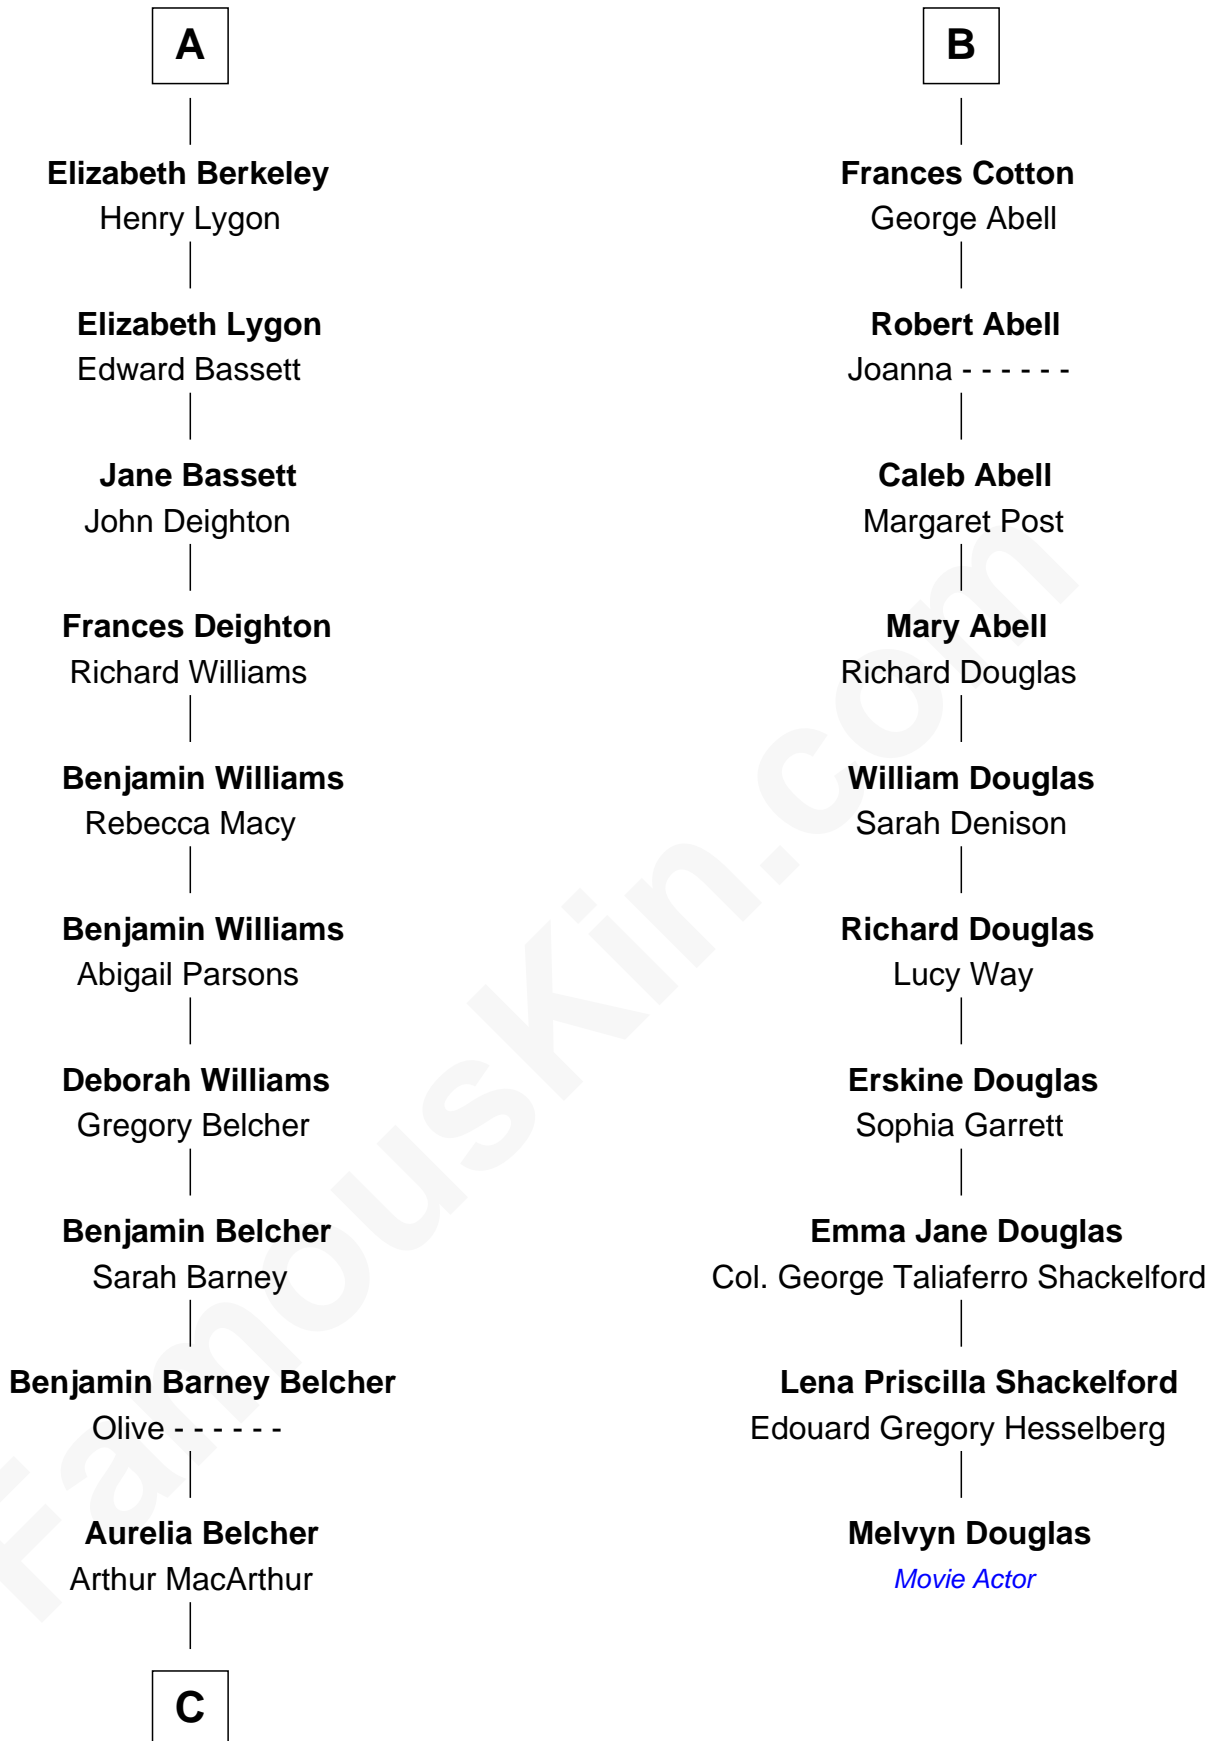 A
Elizabeth Berkeley
Henry Lygon
Elizabeth Lygon
Edward Bassett
Jane Bassett
John Deighton
Frances Deighton
Richard Williams
Benjamin Williams
Rebecca Macy
Benjamin Williams
Abigail Parsons
Deborah Williams
Gregory Belcher
Benjamin Belcher
Sarah Barney
Benjamin Barney Belcher
Olive - - - - - -
Aurelia Belcher
Arthur MacArthur
C
B
Frances Cotton
George Abell
Robert Abell
Joanna - - - - - -
Caleb Abell
Margaret Post
Mary Abell
Richard Douglas
William Douglas
Sarah Denison
Richard Douglas
Lucy Way
Erskine Douglas
Sophia Garrett
Emma Jane Douglas
Col. George Taliaferro Shackelford
Lena Priscilla Shackelford
Edouard Gregory Hesselberg
Melvyn Douglas
Movie Actor
FamousKin.com